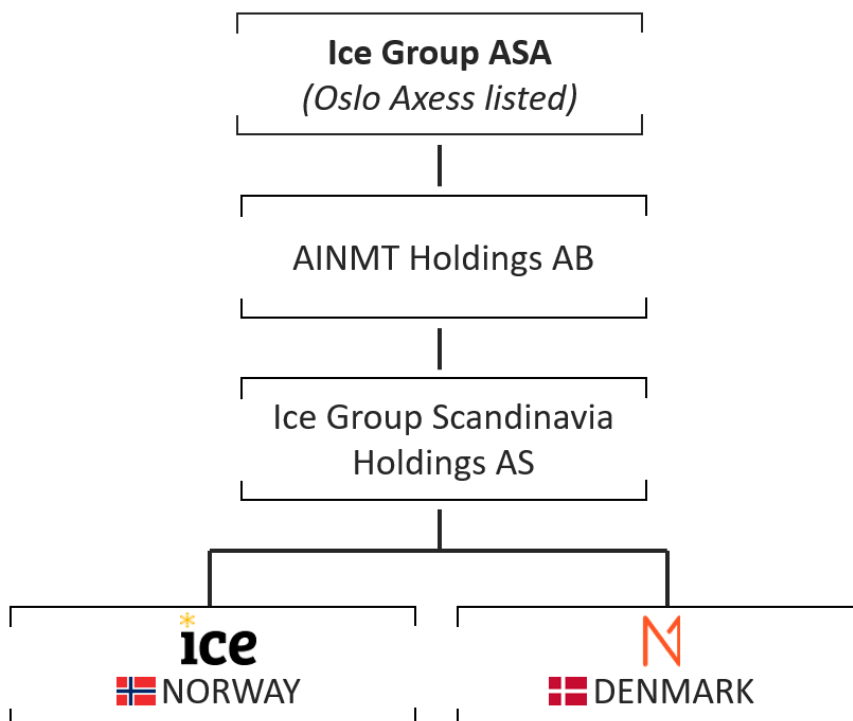 Ice Group ASA
(Oslo Axess listed)
AINMT Holdings AB
Ice Group Scandinavia
Holdings AS
ice
NORWAY
N
DENMARK